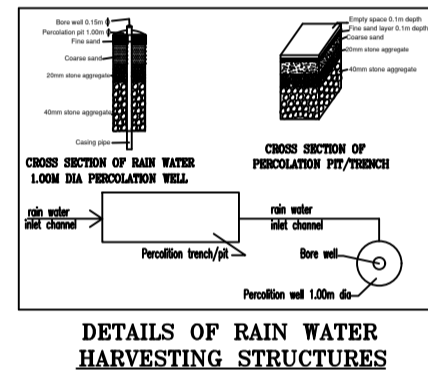 Bore well 0.15m ϕ
Percolation pit 1.00m ϕ
Fine sand
Coarse sand
20mm stone aggregate
40mm stone aggregate
Casing pipe
CROSS SECTION OF RAIN WATER
1.00M DIA PERCOLATION WELL
Empty space 0.1m depth
Fine sand layer 0.1m depth
Coarse sand
20mm stone aggregate
40mm stone aggregate
CROSS SECTION OF
PERCOLATION PIT/TRENCH
rain water
inlet channel
Percolition trench/pit
rain water
inlet channel
Bore well
Percolition well 1.00m dia
DETAILS OF RAIN WATER
HARVESTING STRUCTURES